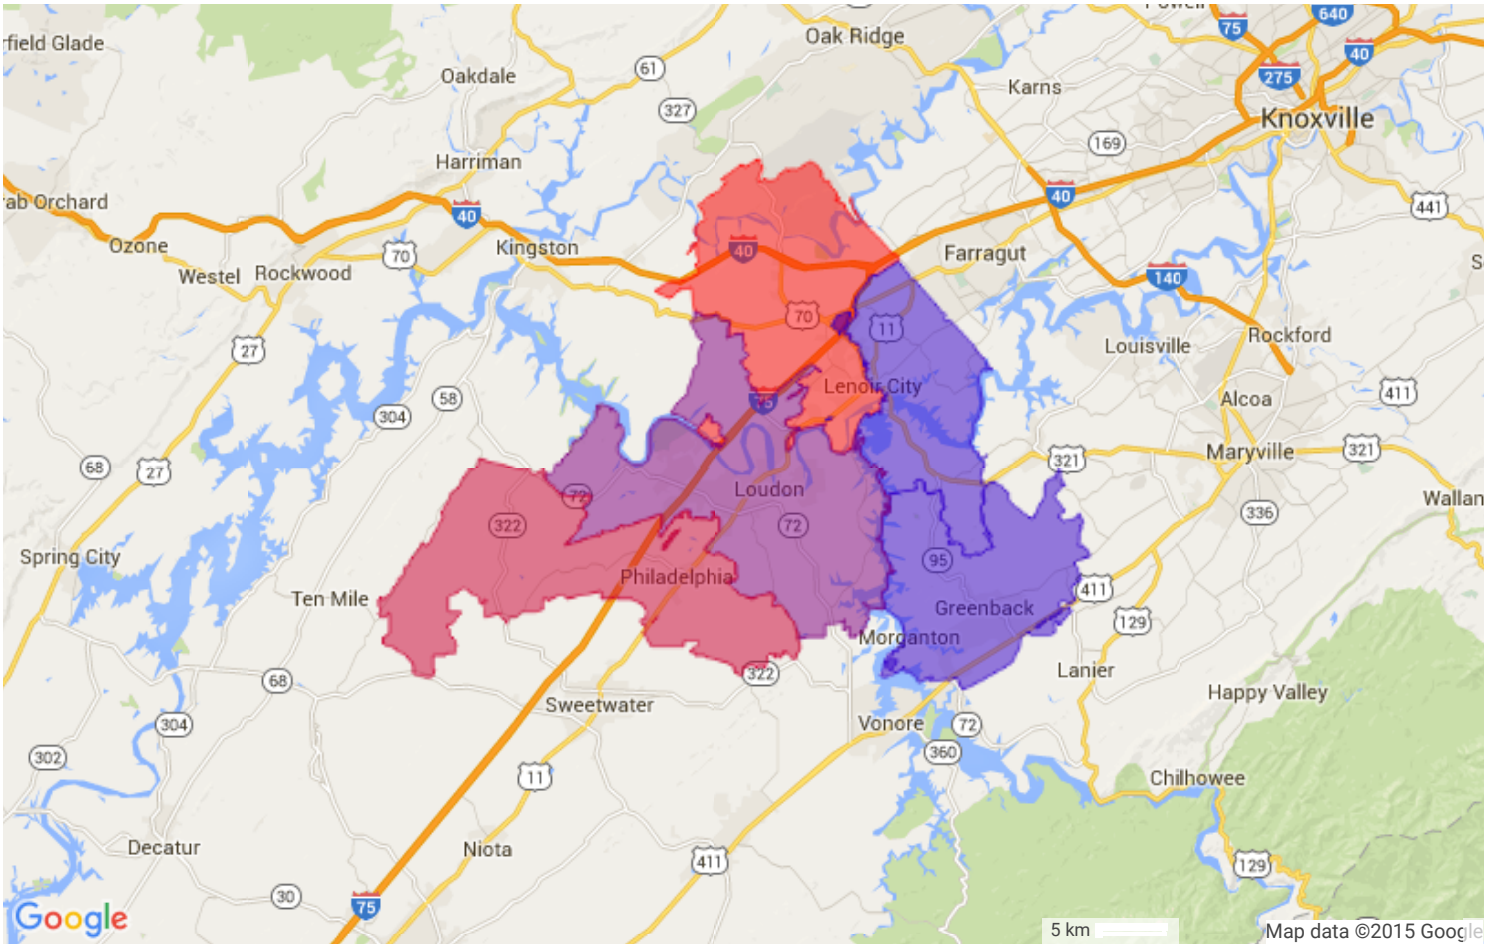 Powell
75
640
rfield Glade
Oak Ridge
40
Oakdale
61
275
Karns
327
Knoxville
169
Harriman
40
rab Orchard
40
441
Ozone
Kingston
40
Farragut
70
Westel
Rockwood
140
S
70
11
Rockford
27
Louisville
Lenoir City
58
411
Alcoa
75
304
Maryville
321
321
68
27
Loudon
72
Wallan
322
72
336
Spring City
95
Philadelphia
411
Ten Mile
Greenback
129
Morganton
322
Lanier
68
Happy Valley
Sweetwater
304
Vonore
72
302
360
11
Chilhowee
Decatur
Niota
411
129
30
75
Google
5 km
Map data ©2015 Google